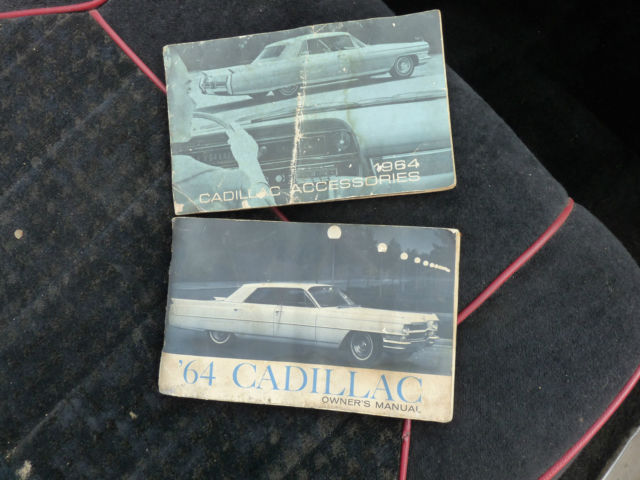 1964
CADILLAC ACCESSORIES
'64 CADILLAC
OWNER'S MANUAL